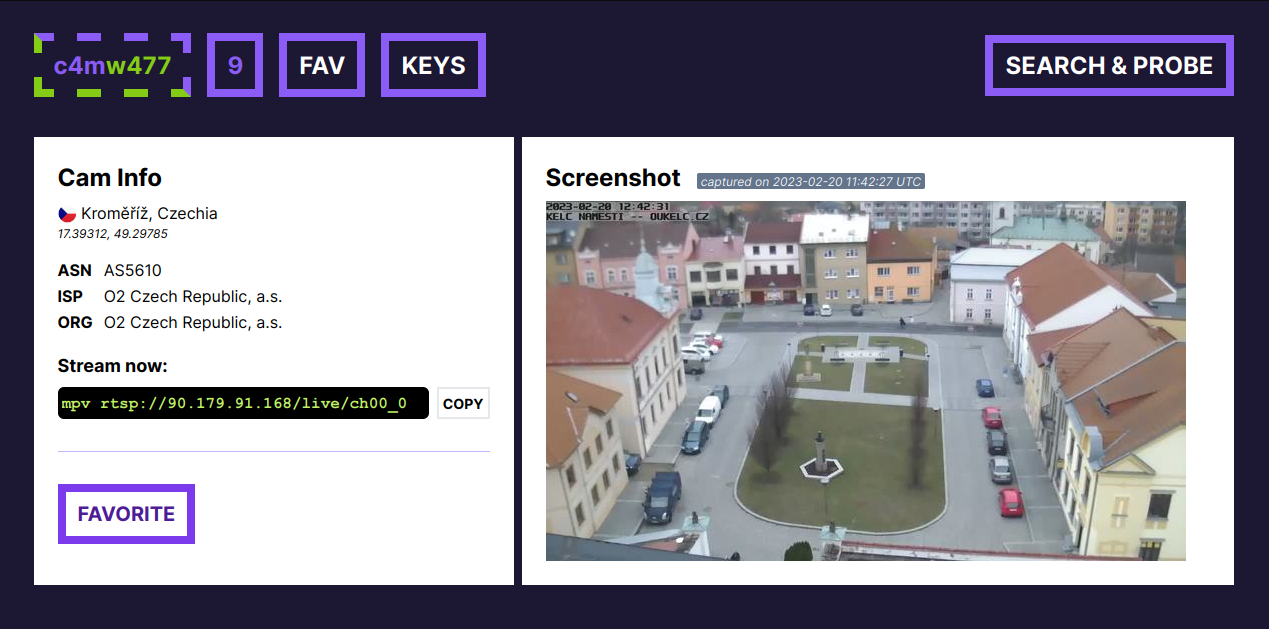 c4mw477
9
FAV
KEYS
SEARCH & PROBE
Cam Info
Kroměříž, Czechia
17.39312, 49.29785
ASN AS5610
ISP O2 Czech Republic, a.s.
ORG O2 Czech Republic, a.s.
Stream now:
mpv rtsp://90.179.91.168/live/ch00_0
COPY
FAVORITE
Screenshot captured on 2023-02-20 11:42:27 UTC
2023-02-20 12:42:31
KELC NAMESTI -- OUKELC.CZ